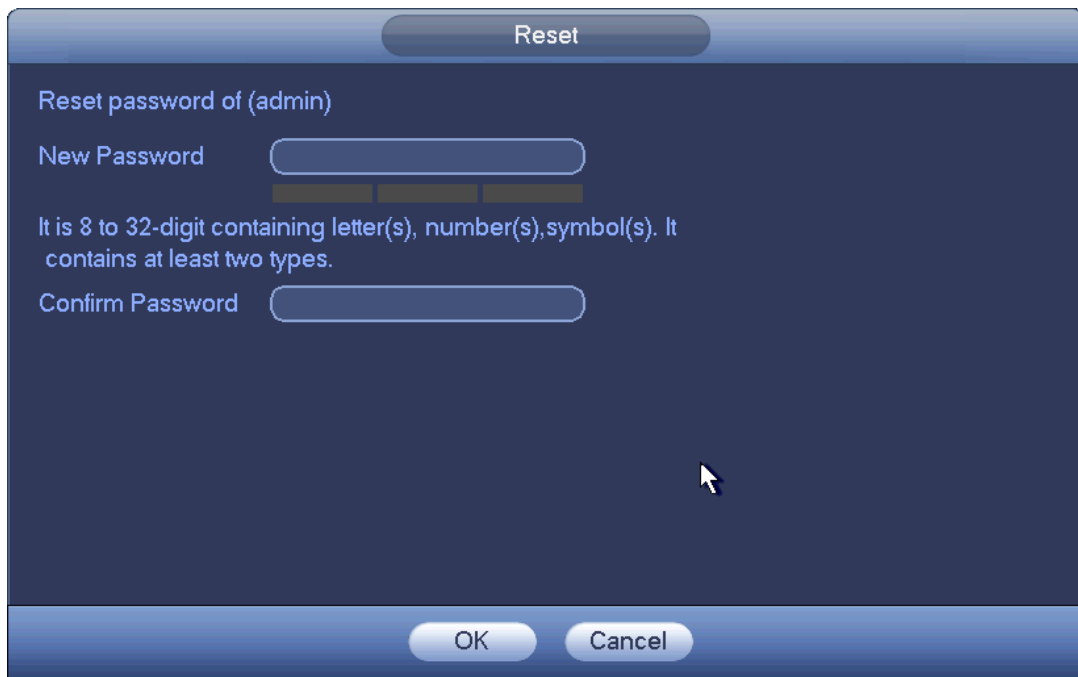 Reset
Reset password of (admin)
New Password
It is 8 to 32-digit containing letter(s), number(s),symbol(s). It
contains at least two types.
Confirm Password
OK
Cancel